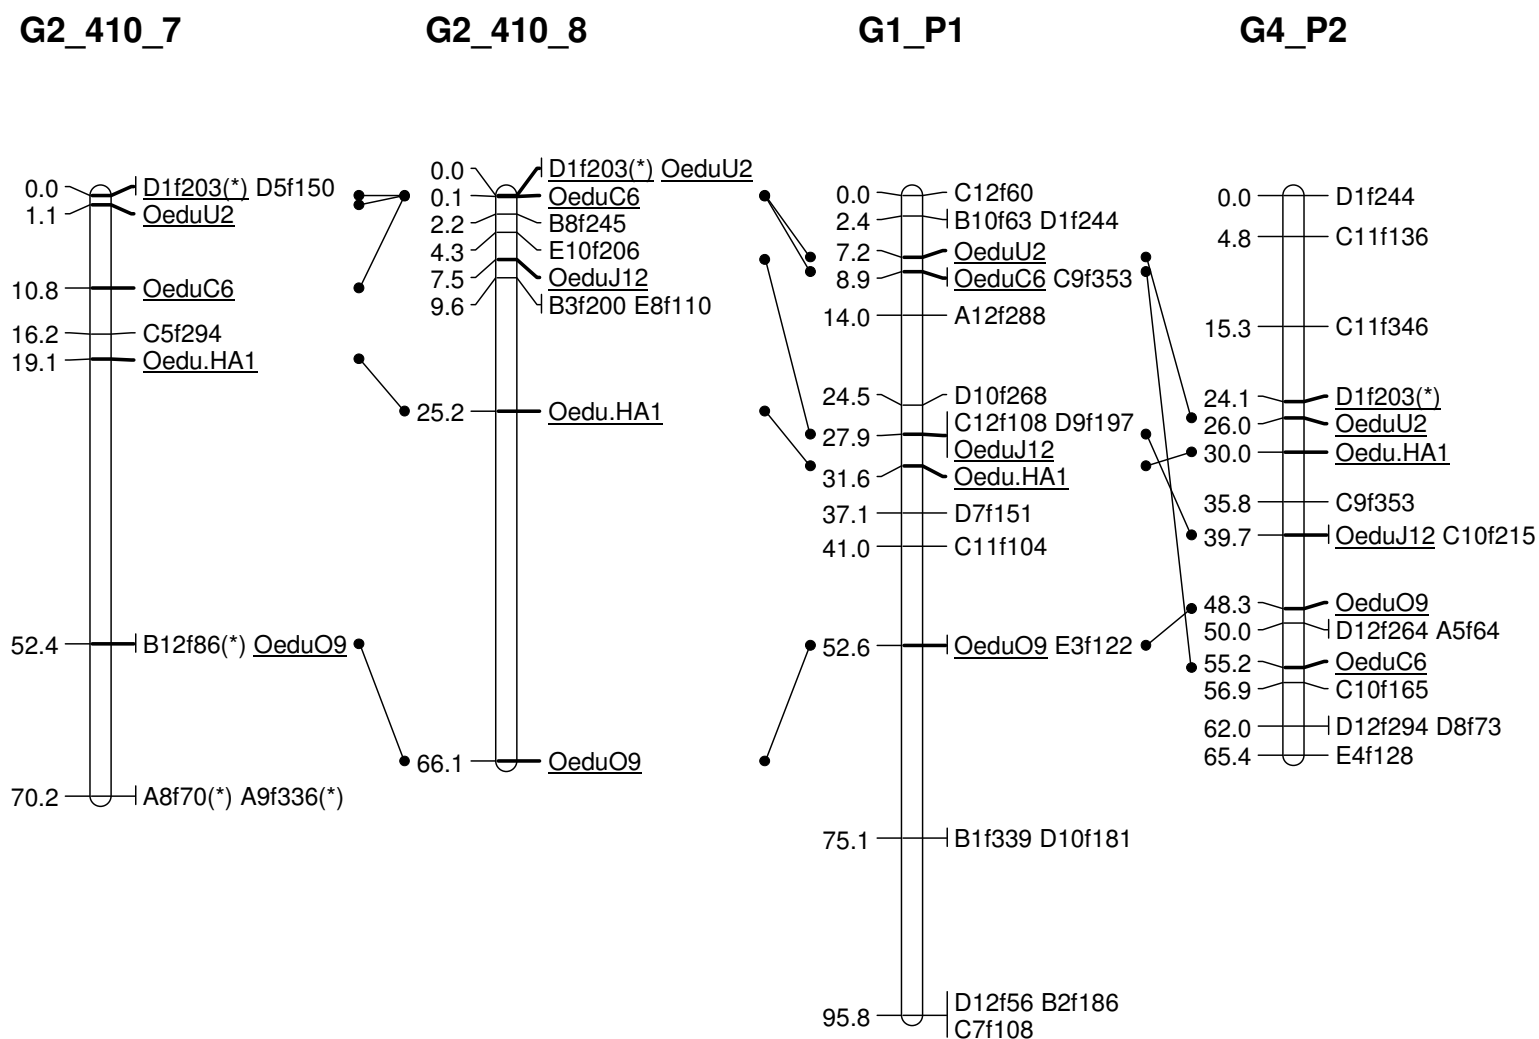 G2_410_7
0.0 D1f203(*) D5f150
1.1 OeduU2
10.8 OeduC6
16.2 C5f294
19.1 Oedu.HA1
52.4 B12f86(*) OeduO9
70.2 A8f70(*) A9f336(*)
G2_410_8
0.0 D1f203(*) OeduU2
0.1 OeduC6
2.2 B8f245
4.3 E10f206
7.5 OeduJ12
9.6 B3f200 E8f110
25.2 Oedu.HA1
66.1 OeduO9
G1_P1
0.0 C12f60
2.4 B10f63 D1f244
7.2 OeduU2
8.9 OeduC6 C9f353
14.0 A12f288
24.5 D10f268
C12f108 D9f197
27.9
OeduJ12
31.6 Oedu.HA1
37.1 D7f151
41.0 C11f104
52.6 OeduO9 E3f122
75.1 B1f339 D10f181
D12f56 B2f186
95.8
C7f108
G4_P2
0.0 D1f244
4.8 C11f136
15.3 C11f346
24.1 D1f203(*)
26.0 OeduU2
30.0 Oedu.HA1
35.8 C9f353
39.7 OeduJ12 C10f215
48.3 OeduO9
50.0 D12f264 A5f64
55.2 OeduC6
56.9 C10f165
62.0 D12f294 D8f73
65.4 E4f128